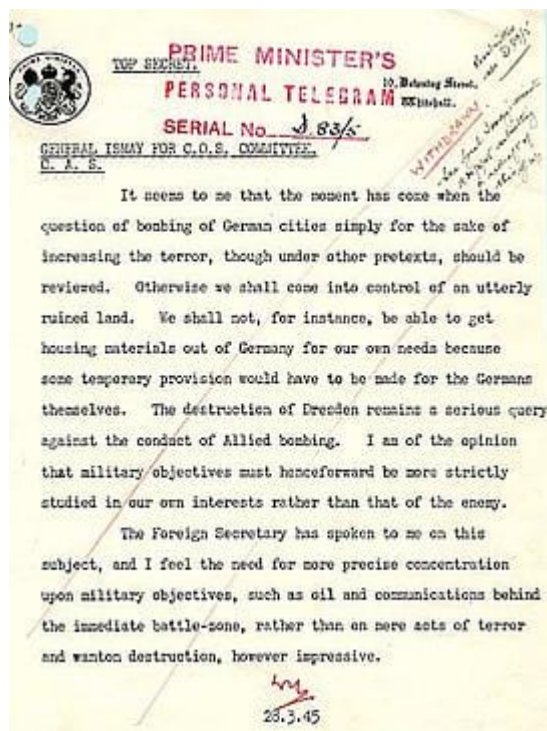 PRIME MINISTER'S
TOP SECRET.
10, Downing Street,
PERSONAL TELEGRAM Whitehall.
SERIAL No D.83/5
WITHDRAWN
GENERAL ISMAY FOR C.O.S. COMMITTEE.
C. A. S.
It seems to me that the moment has come when the
question of bombing of German cities simply for the sake of
increasing the terror, though under other pretexts, should be
reviewed. Otherwise we shall come into control of an utterly
ruined land. We shall not, for instance, be able to get
housing materials out of Germany for our own needs because
some temporary provision would have to be made for the Germans
themselves. The destruction of Dresden remains a serious query
against the conduct of Allied bombing. I am of the opinion
that military objectives must henceforward be more strictly
studied in our own interests rather than that of the enemy.
The Foreign Secretary has spoken to me on this
subject, and I feel the need for more precise concentration
upon military objectives, such as oil and communications behind
the immediate battle-zone, rather than on mere acts of terror
and wanton destruction, however impressive.
28.3.45